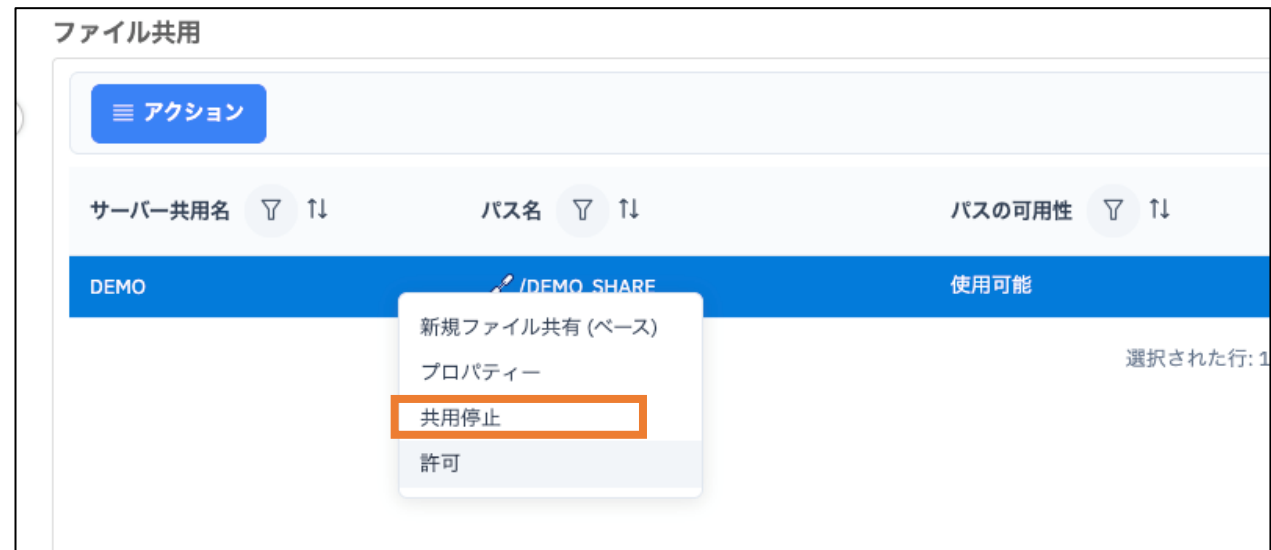 ファイル共用
アクション
サーバー共用名 パス名 パスの可用性
DEMO /DEMO_SHARE 使用可能
新規ファイル共有 (ベース)
選択された行: 1
プロパティー
共用停止
許可